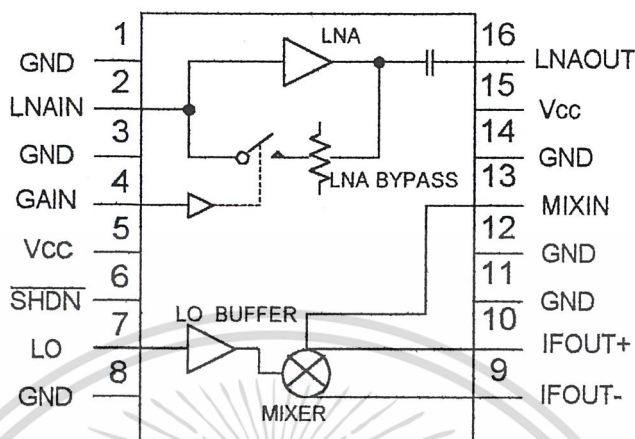 1
GND
2
LNAIN
3
GND
4
GAIN
5
Vcc
6
SHDN
7
LO
8
GND
LNA
LNA BYPASS
LO BUFFER
MIXER
16
LNAOUT
15
Vcc
14
GND
13
MIXIN
12
GND
11
GND
10
IFOUT+
9
IFOUT-